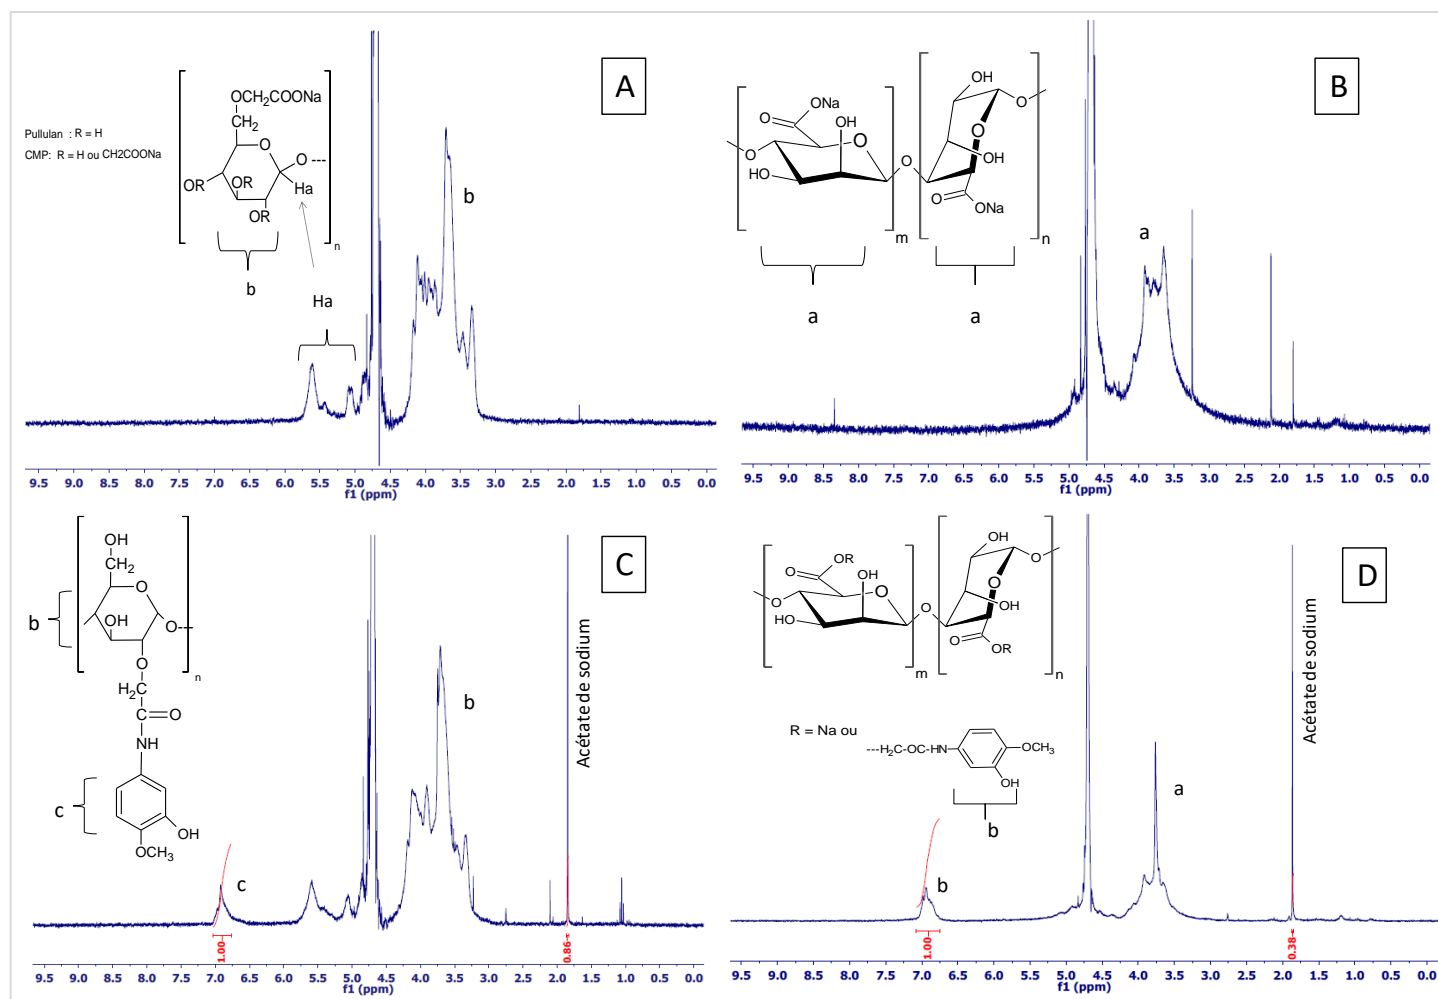 A
OCH2COONa
CH2
O
O ---
Ha
OR
OR
OR
n
b
Pullulan : R = H
CMP: R = H ou CH2COONa
Ha
b
9.5 9.0 8.5 8.0 7.5 7.0 6.5 6.0 5.5 5.0 4.5 4.0 3.5 3.0 2.5 2.0 1.5 1.0 0.5 0.0
f1 (ppm)
B
ONa
O
OH
O
O
HO
m
OH
O
O
O
OH
O
ONa
n
a
a
a
9.5 9.0 8.5 8.0 7.5 7.0 6.5 6.0 5.5 5.0 4.5 4.0 3.5 3.0 2.5 2.0 1.5 1.0 0.5 0.0
f1 (ppm)
C
OH
CH2
O
O---
OH
O
n
H2C
C=O
NH
OH
OCH3
b
c
b
c
Acétate de sodium
1.00
0.86
9.5 9.0 8.5 8.0 7.5 7.0 6.5 6.0 5.5 5.0 4.5 4.0 3.5 3.0 2.5 2.0 1.5 1.0 0.5 0.0
f1 (ppm)
D
OR
O
OH
O
O
HO
m
OH
O
O
O
OH
O
OR
n
R = Na ou
---H2C-OC-HN
OCH3
OH
b
a
b
Acétate de sodium
1.00
0.38
9.5 9.0 8.5 8.0 7.5 7.0 6.5 6.0 5.5 5.0 4.5 4.0 3.5 3.0 2.5 2.0 1.5 1.0 0.5 0.0
f1 (ppm)